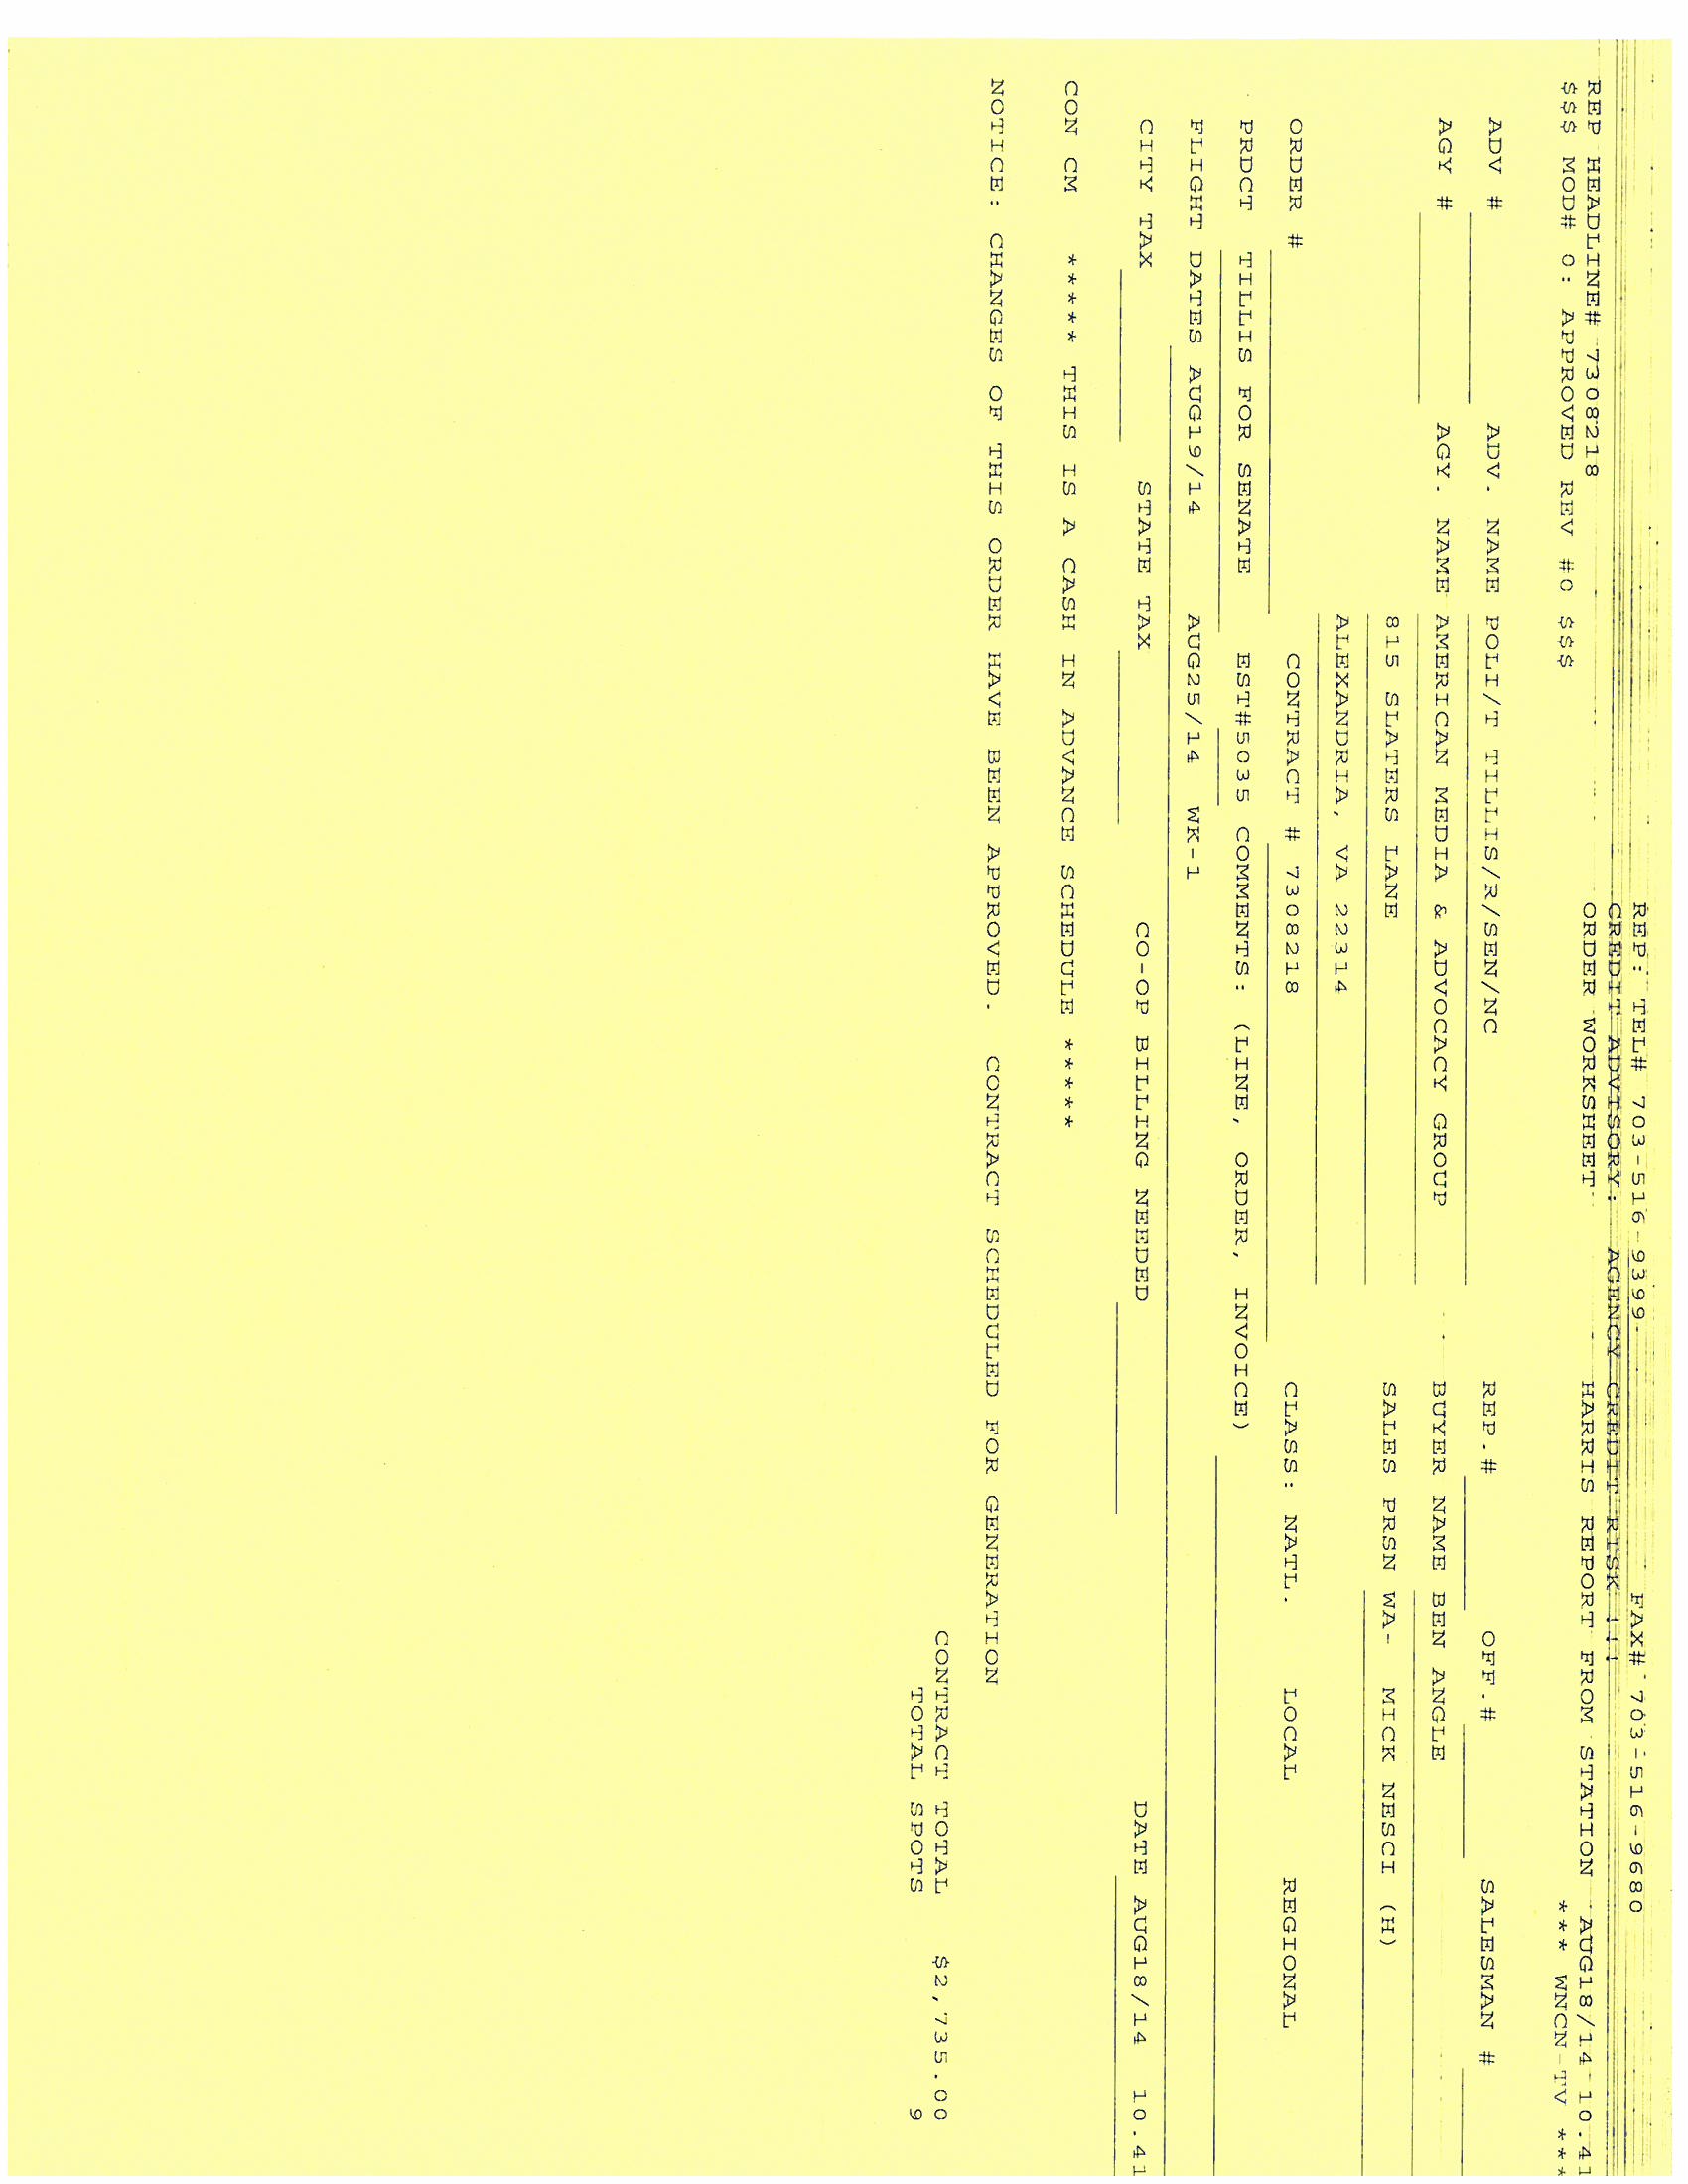 REP: TEL# 703-516-9399 FAX# 703-516-9680
CREDIT ADVISORY: AGENCY CREDIT RISK !!!
REP HEADLINE# 7308218 ORDER WORKSHEET HARRIS REPORT FROM STATION AUG18/14 10.41
$$$ MOD# 0: APPROVED REV #0 $$$ *** WNCN-TV ***
ADV # ADV. NAME POLI/T TILLIS/R/SEN/NC REP.# OFF.# SALESMAN #
AGY # AGY. NAME AMERICAN MEDIA & ADVOCACY GROUP BUYER NAME BEN ANGLE
815 SLATERS LANE SALES PRSN WA- MICK NESCI (H)
ALEXANDRIA, VA 22314
ORDER # CONTRACT # 7308218 CLASS: NATL. LOCAL REGIONAL
PRDCT TILLIS FOR SENATE EST#5035 COMMENTS: (LINE, ORDER, INVOICE)
FLIGHT DATES AUG19/14 AUG25/14 WK-1
CITY TAX STATE TAX CO-OP BILLING NEEDED DATE AUG18/14 10.41
CON CM ***** THIS IS A CASH IN ADVANCE SCHEDULE *****
NOTICE: CHANGES OF THIS ORDER HAVE BEEN APPROVED. CONTRACT SCHEDULED FOR GENERATION
CONTRACT TOTAL $2,735.00
TOTAL SPOTS 9